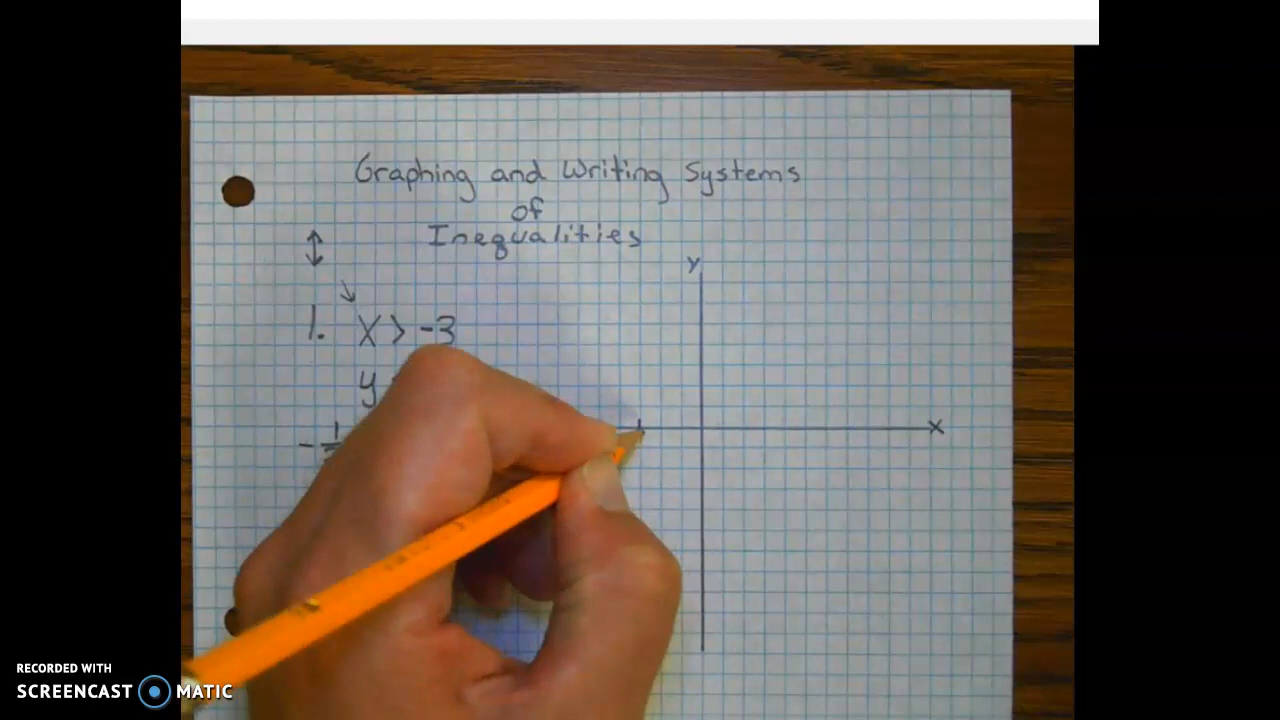 Graphing and Writing Systems
of
Inequalities
y
1. x > -3
y
x
RECORDED WITH
SCREENCAST MATIC